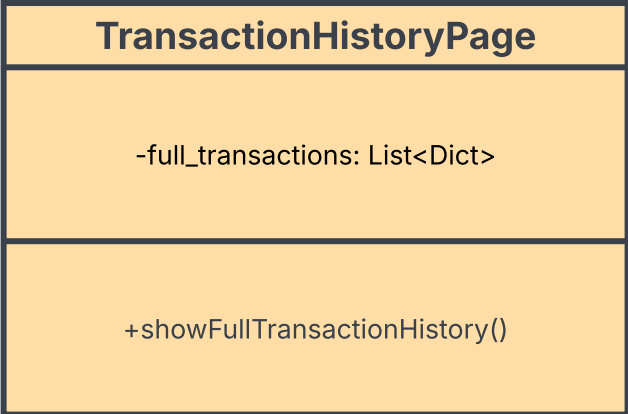 TransactionHistoryPage
-full_transactions: List<Dict>
+showFullTransactionHistory()